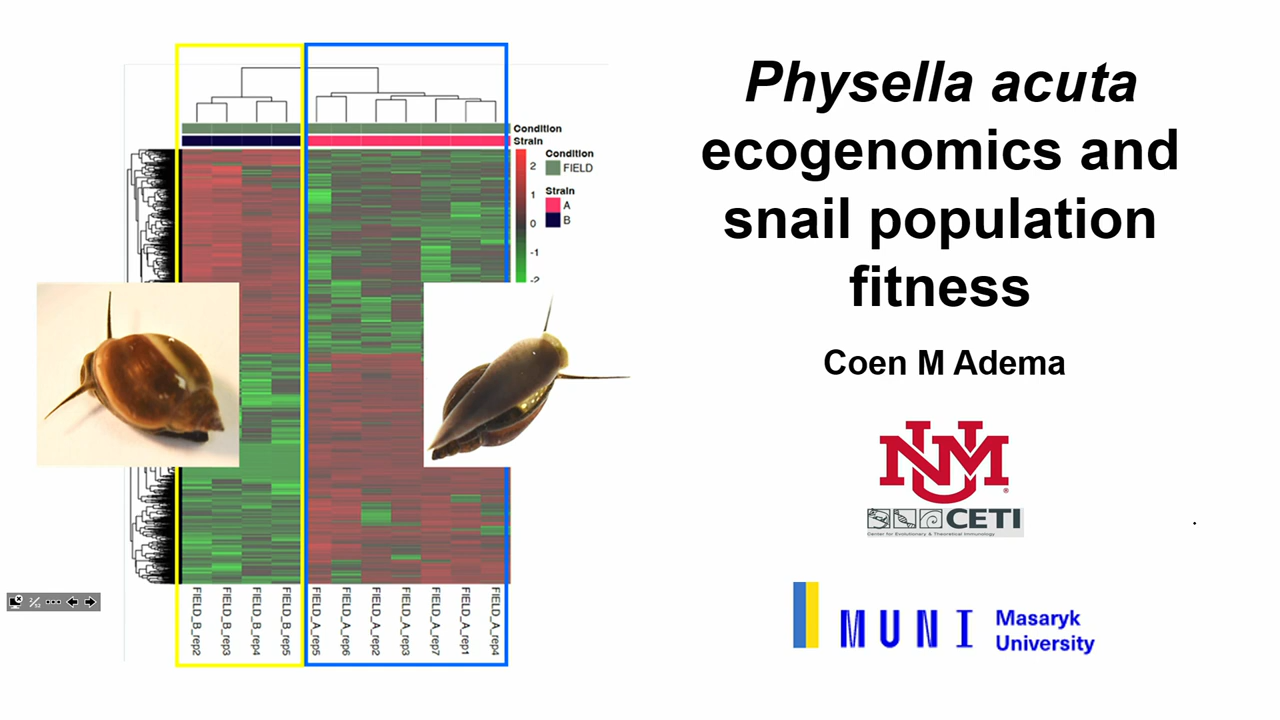 Physella acuta
ecogenomics and
snail population
fitness
Coen M Adema
UNM
®
CETI
Center for Evolutionary & Theoretical Immunology
MUNI
Masaryk
University
Condition
Strain
Condition
FIELD
Strain
A
B
2
1
0
-1
-2
FIELD_B_rep2
FIELD_B_rep3
FIELD_B_rep4
FIELD_B_rep5
FIELD_A_rep5
FIELD_A_rep6
FIELD_A_rep2
FIELD_A_rep3
FIELD_A_rep7
FIELD_A_rep1
FIELD_A_rep4